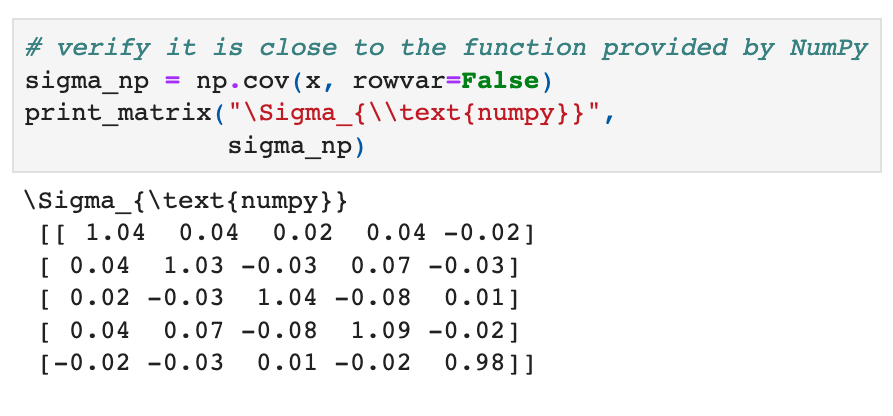 # verify it is close to the function provided by NumPy
sigma_np = np.cov(x, rowvar=False)
print_matrix("\Sigma_{\\text{numpy}}",
             sigma_np)
\Sigma_{\text{numpy}}
 [[ 1.04  0.04  0.02  0.04 -0.02]
 [ 0.04  1.03 -0.03  0.07 -0.03]
 [ 0.02 -0.03  1.04 -0.08  0.01]
 [ 0.04  0.07 -0.08  1.09 -0.02]
 [-0.02 -0.03  0.01 -0.02  0.98]]